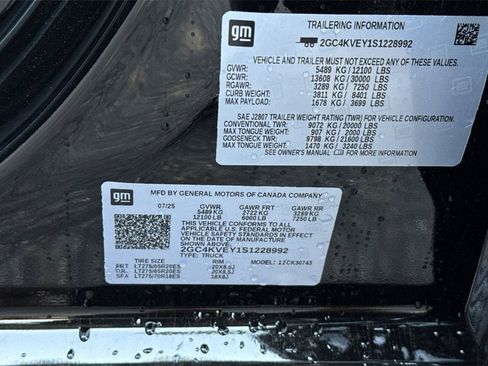 gm
TRAILERING INFORMATION
2GC4KVEY1S1228992
VEHICLE AND TRAILER MUST NOT EXCEED ANY OF THESE VALUES.
GVWR: 5489 KG / 12100 LBS
GCWR: 13608 KG / 30000 LBS
RGAWR: 3289 KG / 7250 LBS
CURB WEIGHT: 3811 KG / 8401 LBS
MAX PAYLOAD: 1678 KG / 3699 LBS
SAE J2807 TRAILER WEIGHT RATING (TWR) FOR VEHICLE CONFIGURATION.
CONVENTIONAL TWR: 9072 KG / 20000 LBS
MAX TONGUE WEIGHT: 907 KG / 2000 LBS
GOOSENECK TWR: 9798 KG / 21600 LBS
MAX TONGUE WEIGHT: 1470 KG / 3240 LBS
SEE OWNER'S MANUAL FOR MORE INFORMATION
gm
MFD BY GENERAL MOTORS OF CANADA COMPANY
07/25 GVWR GAWR FRT GAWR RR
5489 KG 2722 KG 3289 KG
12100 LB 6000 LB 7250 LB
THIS VEHICLE CONFORMS TO ALL
APPLICABLE U.S. FEDERAL MOTOR
VEHICLE SAFETY STANDARDS IN
EFFECT ON THE DATE OF
MANUFACTURE SHOWN ABOVE.
2GC4KVEY1S1228992
TYPE: TRUCK
TIRE SIZE RIM MODEL: 12CK30743
FRT LT275/65R20ES 20X8.5J
RR LT275/65R20ES 20X8.5J
SPA LT275/70R18ES 18X8J